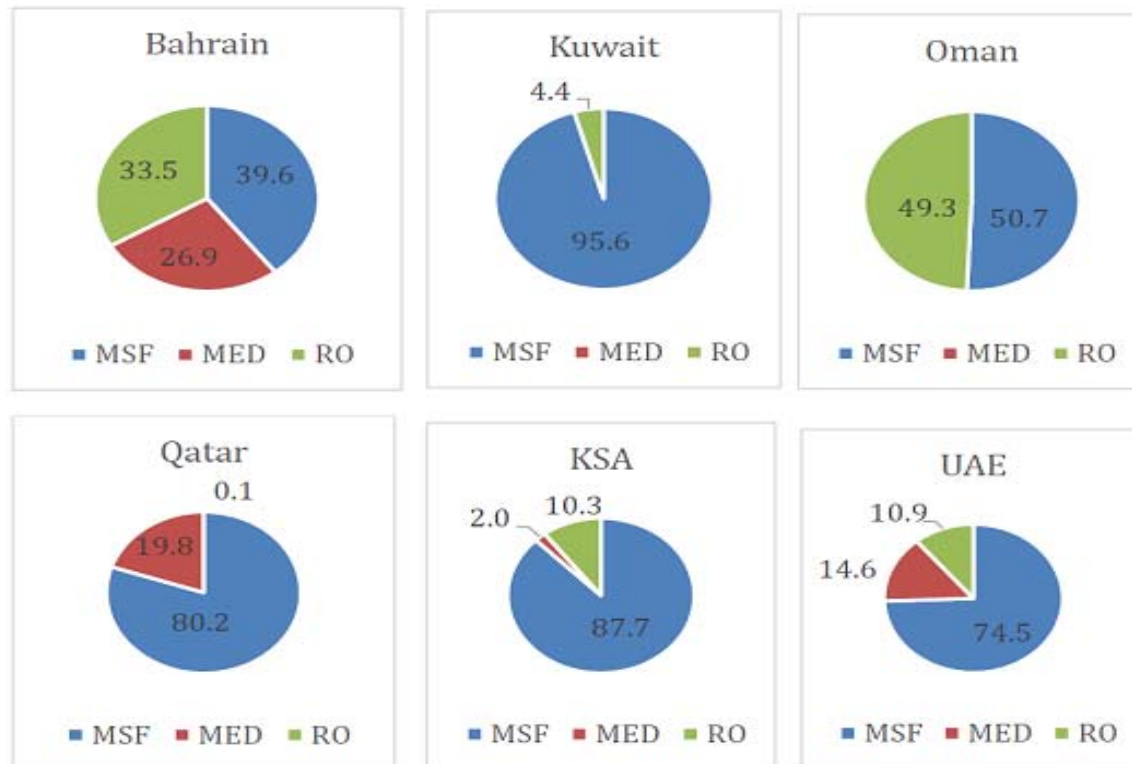 Bahrain
33.5 39.6
26.9
MSF MED RO
Kuwait
4.4
95.6
MSF MED RO
Oman
49.3 50.7
MSF MED RO
Qatar
0.1
19.8
80.2
MSF MED RO
KSA
2.0 10.3
87.7
MSF MED RO
UAE
10.9
14.6
74.5
MSF MED RO